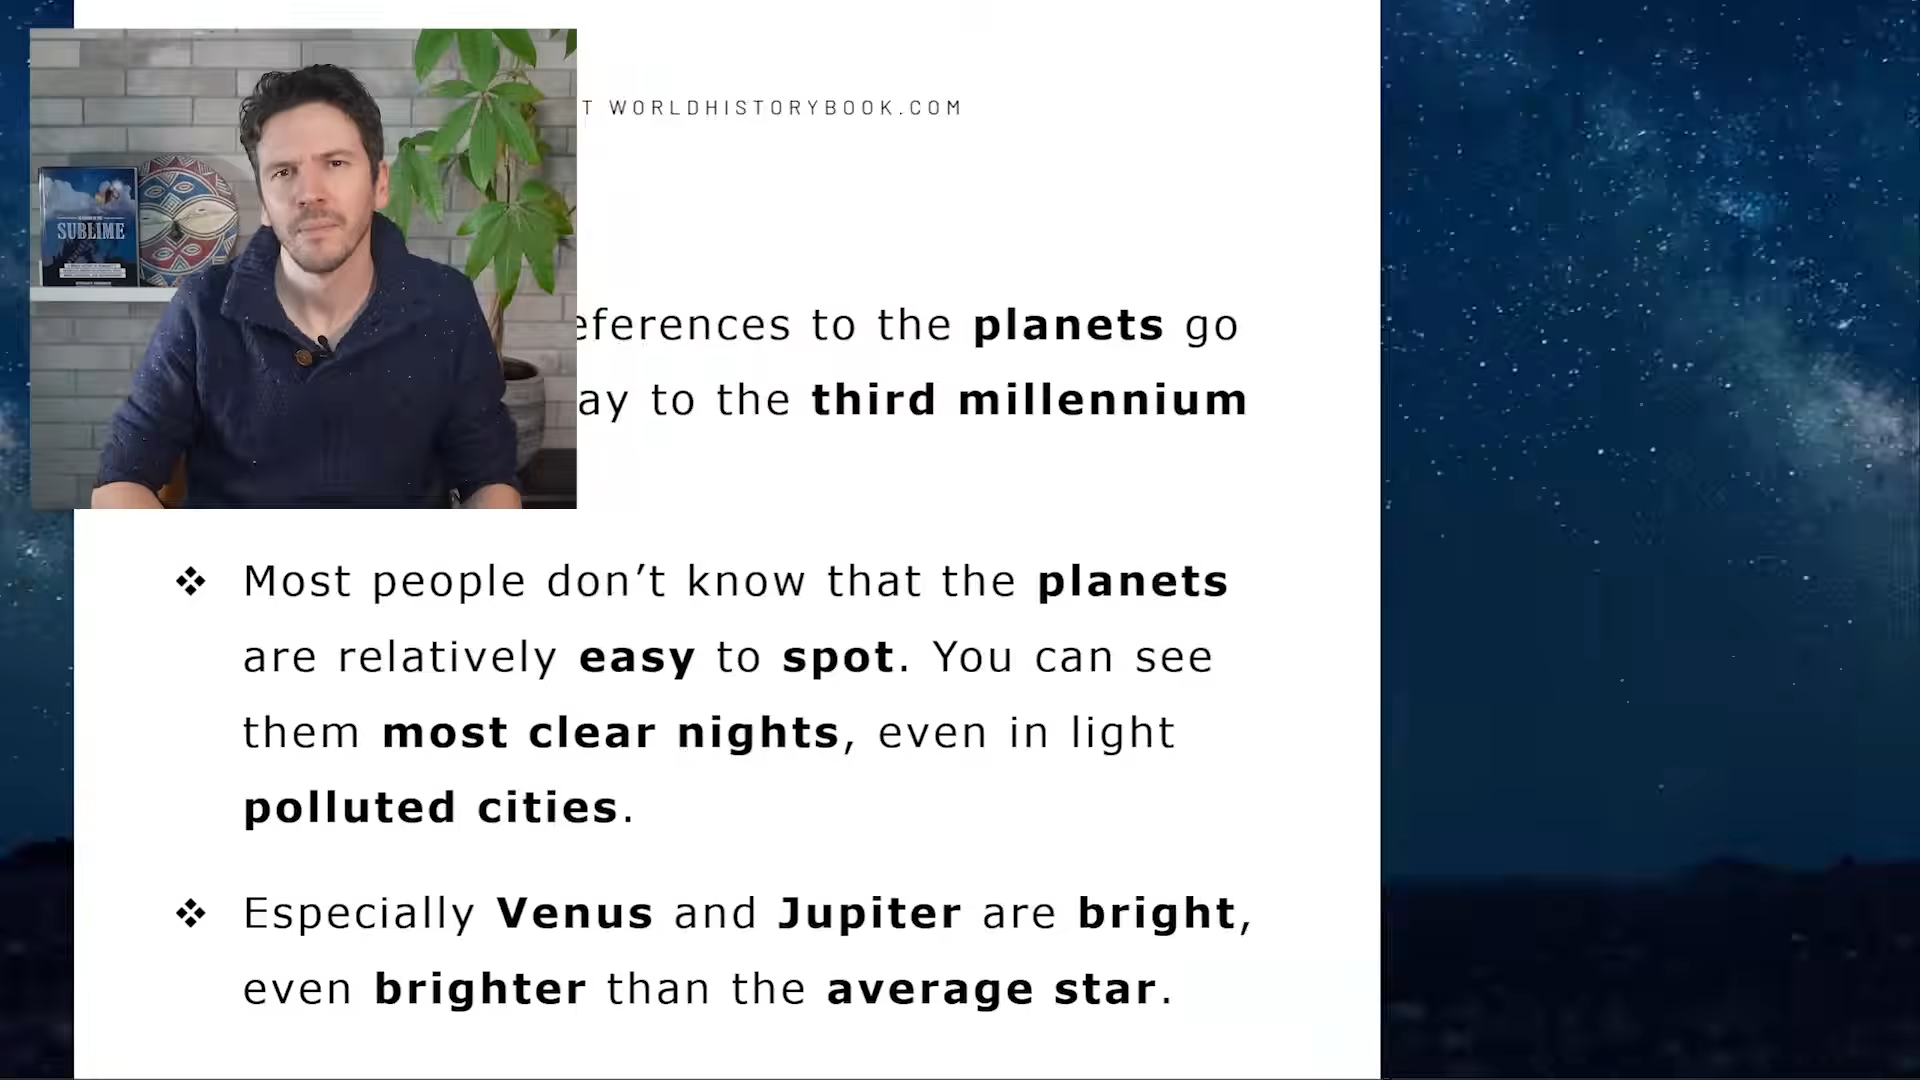 T WORLDHISTORYBOOK.COM
SUBLIME
eferences to the planets go
ay to the third millennium
❖ Most people don’t know that the planets
are relatively easy to spot. You can see
them most clear nights, even in light
polluted cities.
❖ Especially Venus and Jupiter are bright,
even brighter than the average star.